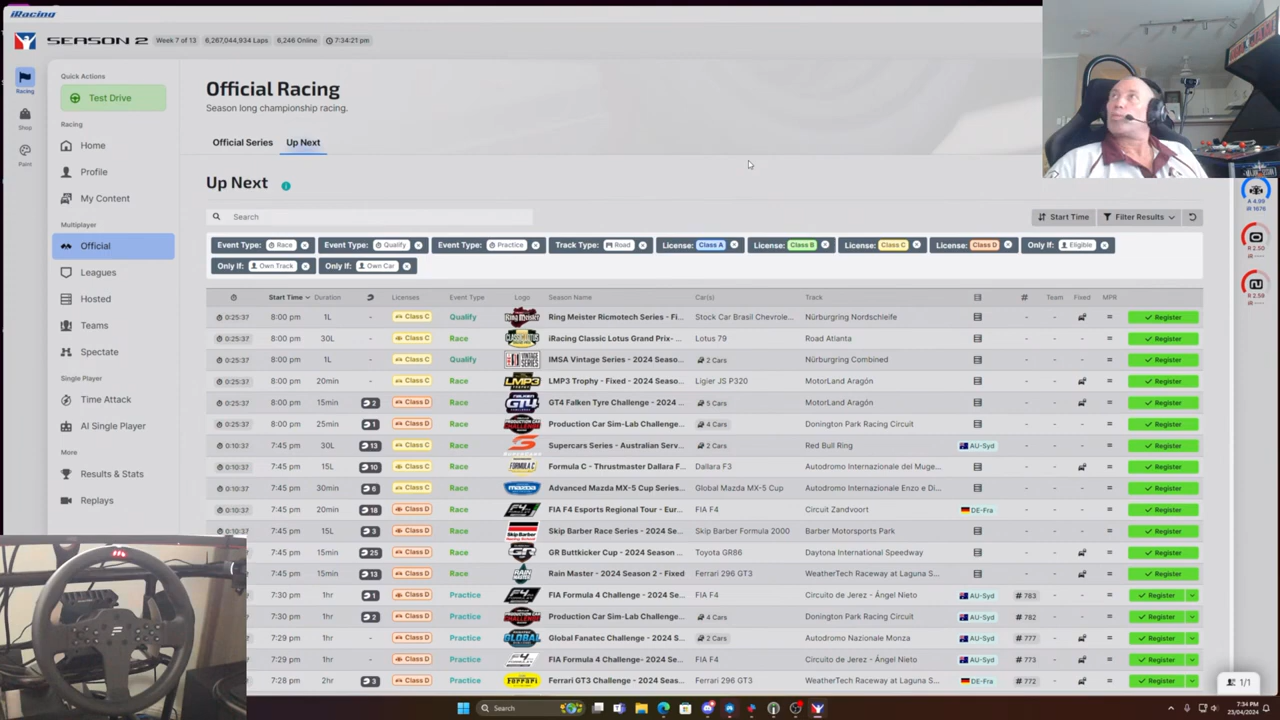 iRacing
SEASON 2 Week 7 of 13 6,267,044,934 Laps 6,246 Online 7:34:21 pm
Racing
Shop
Paint
Quick Actions
Test Drive
Racing
Home
Profile
My Content
Multiplayer
Official
Leagues
Hosted
Teams
Spectate
Single Player
Time Attack
AI Single Player
More
Results & Stats
Replays
Official Racing
Season long championship racing.
Official Series Up Next
Up Next
Search Start Time Filter Results
Event Type: Race Event Type: Qualify Event Type: Practice Track Type: Road License: Class A License: Class B License: Class C License: Class D Only If: Eligible
Only If: Own Track Only If: Own Car
Start Time Duration Licenses Event Type Logo Season Name Car(s) Track # Team Fixed MPR
0:25:37 8:00 pm 1L - Class C Qualify Ring Meister Ricmotech Series - Fi... Stock Car Brasil Chevrole... Nürburgring Nordschleife - - = Register
0:25:37 8:00 pm 30L - Class C Race iRacing Classic Lotus Grand Prix- ... Lotus 79 Road Atlanta - - - = Register
0:25:37 8:00 pm 1L - Class C Qualify IMSA Vintage Series - 2024 Seaso... 2 Cars Nürburgring Combined - - - = Register
0:25:37 8:00 pm 20min - Class C Race LMP3 Trophy - Fixed - 2024 Seaso... Ligier JS P320 MotorLand Aragón - - = Register
0:25:37 8:00 pm 15min 2 Class D Race GT4 Falken Tyre Challenge - 2024... 5 Cars MotorLand Aragón - - = Register
0:25:37 8:00 pm 25min 1 Class D Race Production Car Sim-Lab Challenge... 4 Cars Donington Park Racing Circuit - - = Register
0:10:37 7:45 pm 30L 13 Class C Race Supercars Series - Australian Serv... 2 Cars Red Bull Ring AU-Syd - - - = Register
0:10:37 7:45 pm 15L 10 Class C Race Formula C - Thrustmaster Dallara F... Dallara F3 Autodromo Internazionale del Muge... - - = Register
0:10:37 7:45 pm 30min 6 Class C Race Advanced Mazda MX-5 Cup Series... Global Mazda MX-5 Cup Autodromo Internazionale Enzo e Di... - - - = Register
0:10:37 7:45 pm 20min 18 Class D Race FIA F4 Esports Regional Tour - Eu... FIA F4 Circuit Zandvoort DE-Fra - - = Register
0:10:37 7:45 pm 15min 3 Class D Race Skip Barber Race Series - 2024 Se... Skip Barber Formula 2000 Barber Motorsports Park - - - = Register
7:45 pm 15min 25 Class D Race GR Buttkicker Cup - 2024 Season ... Toyota GR86 Daytona International Speedway - - = Register
7:45 pm 15min 13 Class D Race Rain Master - 2024 Season 2 - Fixed Ferrari 296 GT3 WeatherTech Raceway at Laguna S... - - = Register
7:30 pm 1hr 1 Class D Practice FIA Formula 4 Challenge- 2024 Se... FIA F4 Circuito de Jerez - Ángel Nieto AU-Syd # 783 - = Register
7:30 pm 1hr 2 Class D Practice Production Car Sim-Lab Challenge... 4 Cars Donington Park Racing Circuit AU-Syd # 782 - = Register
7:29 pm 1hr - Class D Practice Global Fanatec Challenge - 2024 S... 2 Cars Autodromo Nazionale Monza AU-Syd # 777 - = Register
7:29 pm 1hr - Class D Practice FIA Formula 4 Challenge- 2024 Se... FIA F4 Circuito de Jerez - Ángel Nieto AU-Syd # 773 - = Register
7:28 pm 2hr 3 Class D Practice Ferrari GT3 Challenge - 2024 Seas... Ferrari 296 GT3 WeatherTech Raceway at Laguna S... DE-Fra # 772 - = Register
A 4.99
iR 1676
R 2.50
iR ----
R 2.59
iR ----
1/1
Search
7:34 PM
23/04/2024